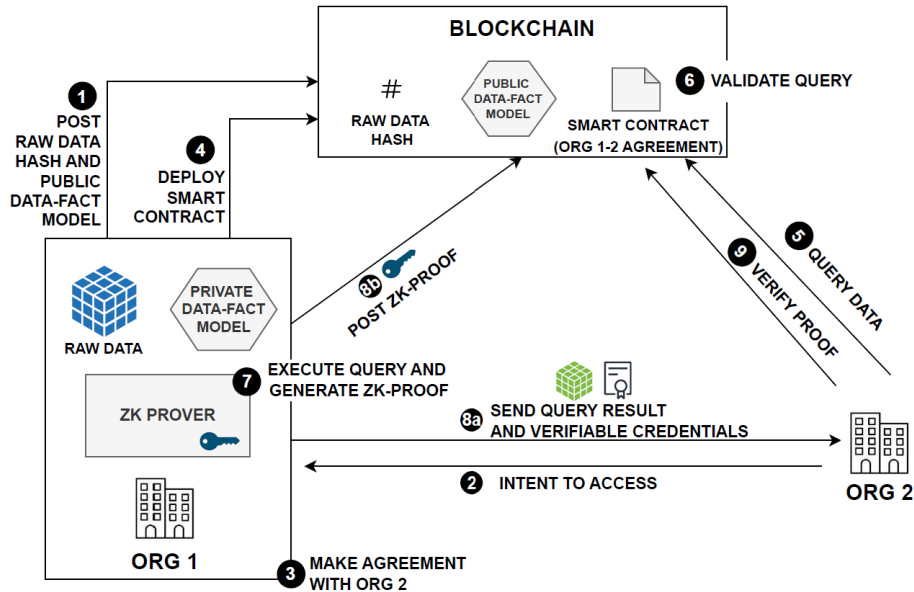 BLOCKCHAIN
#
RAW DATA
HASH
PUBLIC
DATA-FACT
MODEL
SMART CONTRACT
(ORG 1-2 AGREEMENT)
6 VALIDATE QUERY
1
POST
RAW DATA
HASH AND
PUBLIC
DATA-FACT
MODEL
4
DEPLOY
SMART
CONTRACT
8b
POST ZK-PROOF
5 QUERY DATA
9 VERIFY PROOF
RAW DATA
PRIVATE
DATA-FACT
MODEL
7 EXECUTE QUERY AND
GENERATE ZK-PROOF
ZK PROVER
8a SEND QUERY RESULT
AND VERIFIABLE CREDENTIALS
2 INTENT TO ACCESS
ORG 2
ORG 1
3 MAKE AGREEMENT
WITH ORG 2